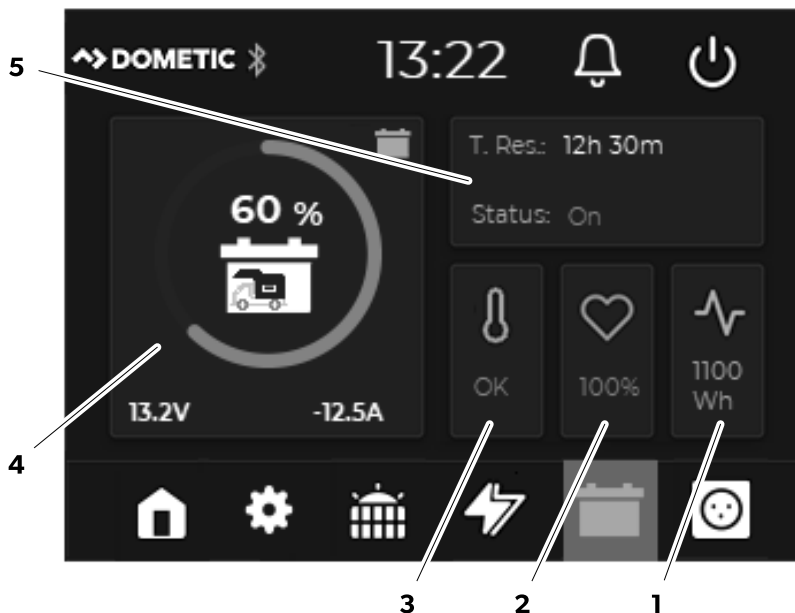 DOMETIC 13:22
5
60 %
T. Res.: 12h 30m
Status: On
13.2V -12.5A
OK
100%
1100
Wh
4
3 2 1